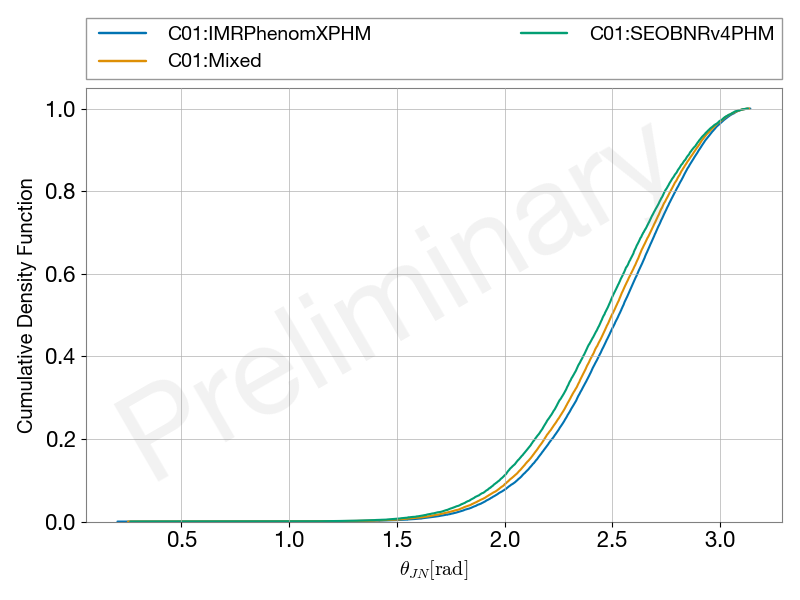 C01:IMRPhenomXPHM
C01:Mixed
C01:SEOBNRv4PHM
Preliminary
Cumulative Density Function
1.0
0.8
0.6
0.4
0.2
0.0
0.5 1.0 1.5 2.0 2.5 3.0
θ_JN[rad]